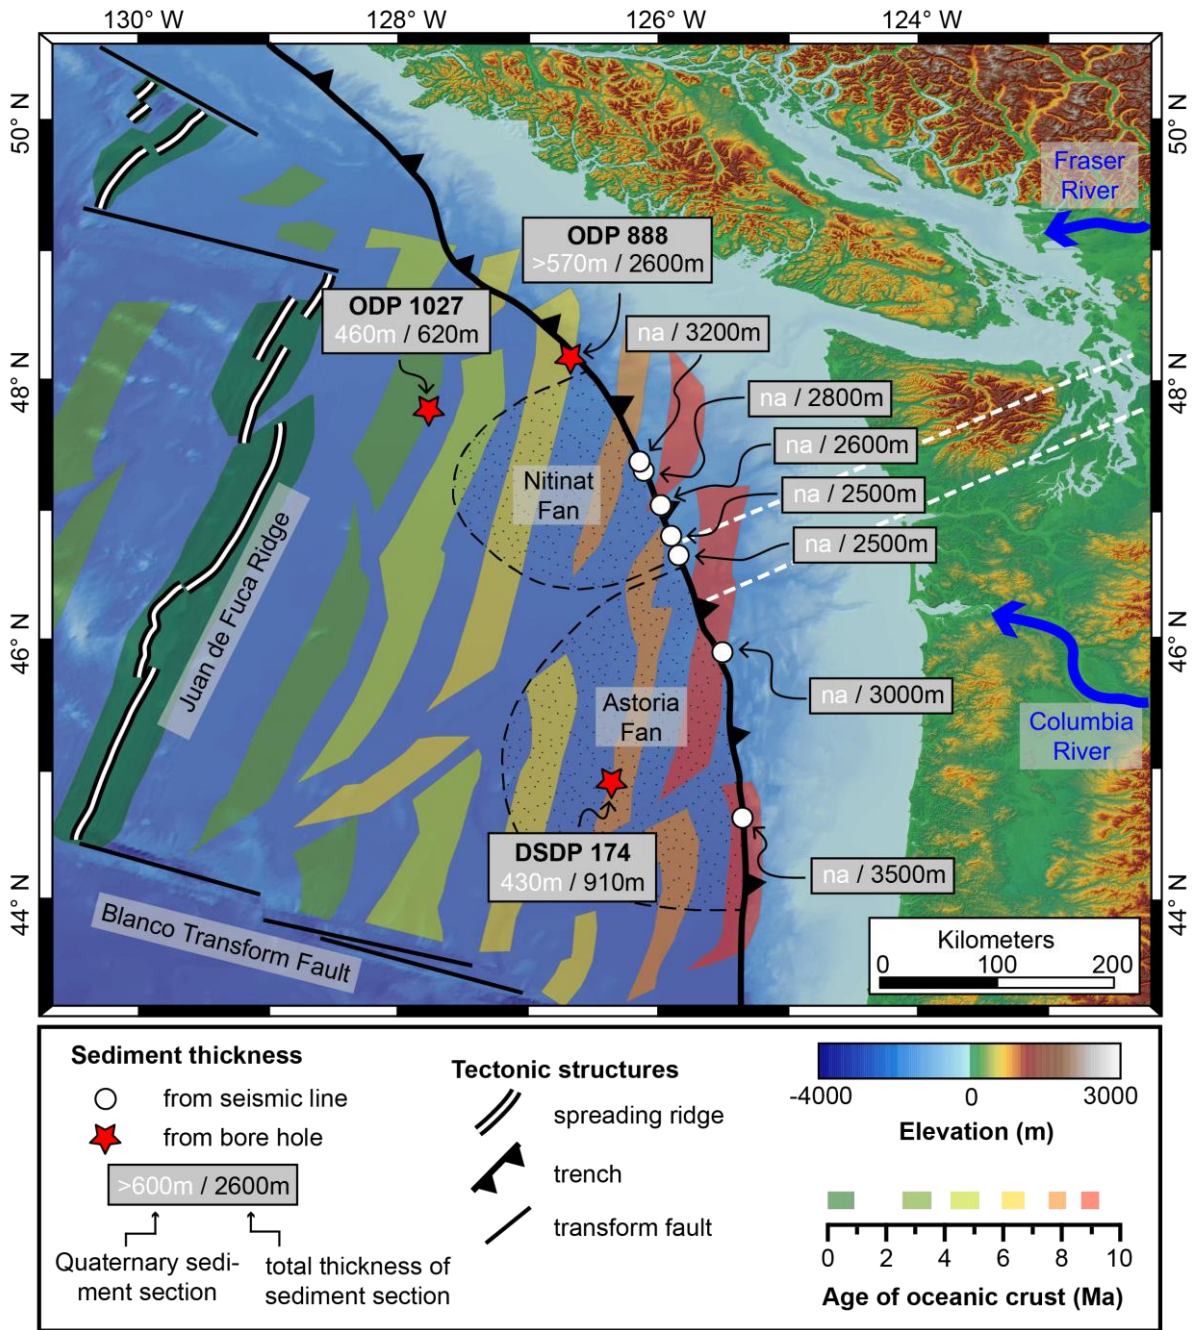 130° W
128° W
126° W
124° W
50° N
48° N
46° N
44° N
50° N
48° N
46° N
44° N
Fraser
River
ODP 888
>570m / 2600m
ODP 1027
460m / 620m
na / 3200m
na / 2800m
na / 2600m
na / 2500m
na / 2500m
Nitinat
Fan
Juan de Fuca Ridge
na / 3000m
Astoria
Fan
Columbia
River
DSDP 174
430m / 910m
na / 3500m
Blanco Transform Fault
Kilometers
0 100 200
Sediment thickness
from seismic line
from bore hole
>600m / 2600m
Quaternary sedi-
ment section
total thickness of
sediment section
Tectonic structures
spreading ridge
trench
transform fault
-4000 0 3000
Elevation (m)
0 2 4 6 8 10
Age of oceanic crust (Ma)